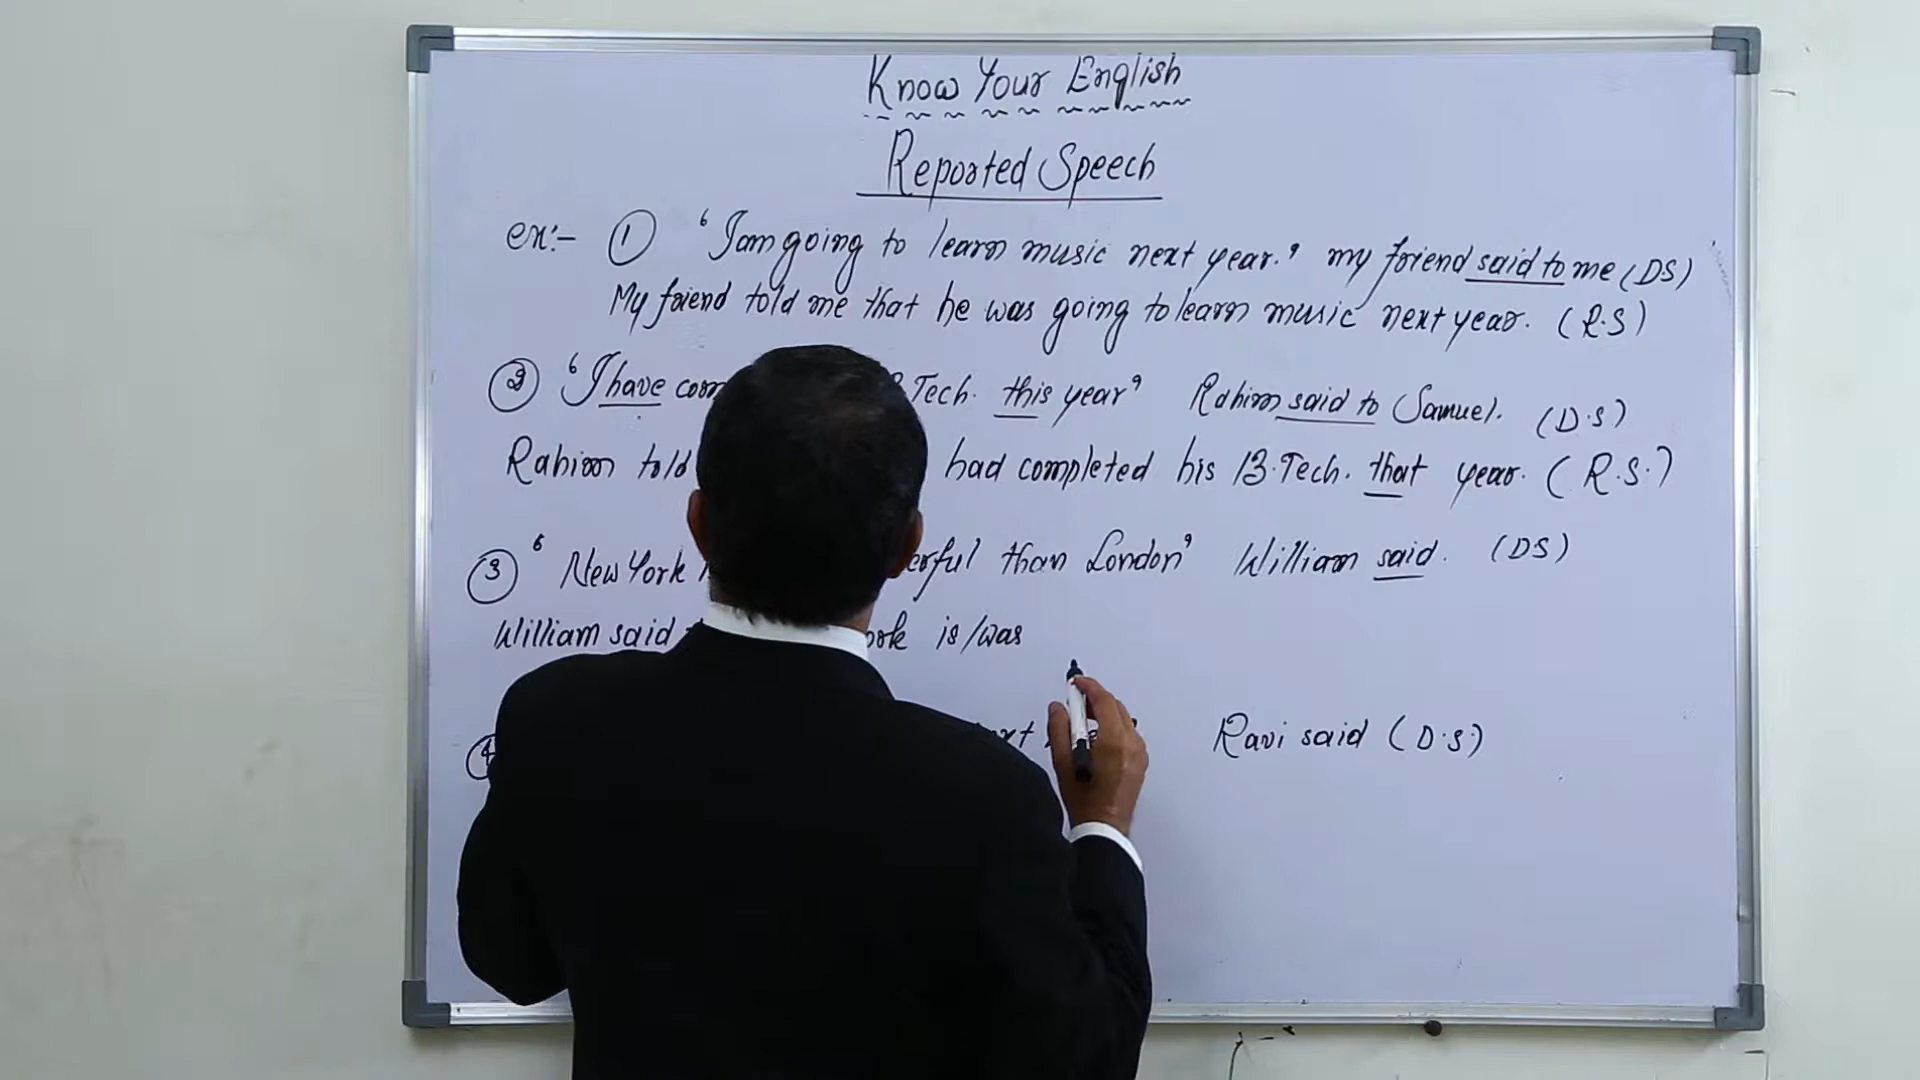 Know Your English
Reported Speech
ex:- ① ‘I am going to learn music next year.’ my friend said to me (DS)
My friend told me that he was going to learn music next year. (R.S)
② ‘I have Tech. this year’ Rahim said to Samuel. (D.S)
Rahim told had completed his B.Tech. that year. (R.S.)
③ ‘New York than London’ William said. (DS)
William said is/was
④ Ravi said (D.S.)